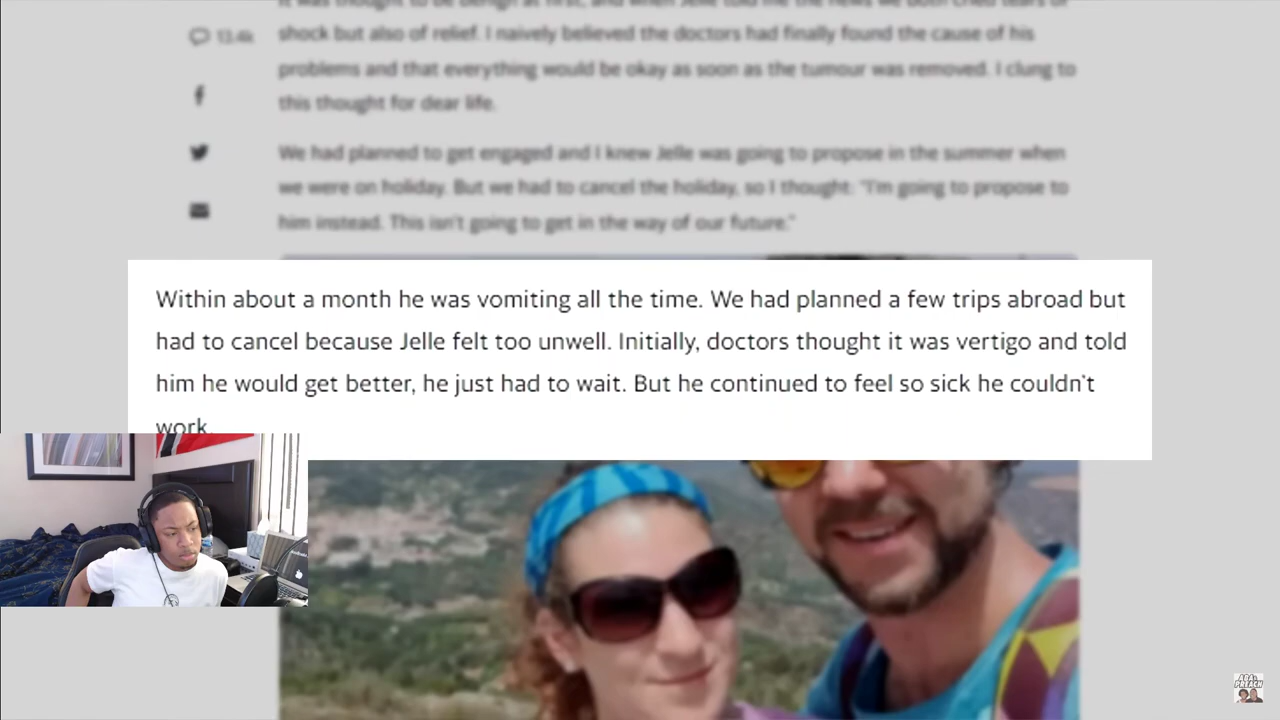 it was thought to be benign at first, and when Jelle told me the news we both cried tears of
13.4k
shock but also of relief. I naively believed the doctors had finally found the cause of his
problems and that everything would be okay as soon as the tumour was removed. I clung to
this thought for dear life.
We had planned to get engaged and I knew Jelle was going to propose in the summer when
we were on holiday. But we had to cancel the holiday, so I thought: "I'm going to propose to
him instead. This isn't going to get in the way of our future."
Within about a month he was vomiting all the time. We had planned a few trips abroad but
had to cancel because Jelle felt too unwell. Initially, doctors thought it was vertigo and told
him he would get better, he just had to wait. But he continued to feel so sick he couldn't
work.
ABA &
PREACH